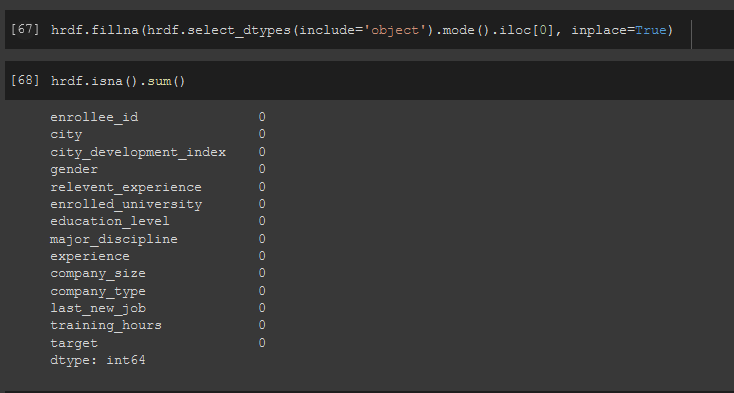 [67] hrdf.fillna(hrdf.select_dtypes(include='object').mode().iloc[0], inplace=True)
[68] hrdf.isna().sum()
enrollee_id 0
city 0
city_development_index 0
gender 0
relevent_experience 0
enrolled_university 0
education_level 0
major_discipline 0
experience 0
company_size 0
company_type 0
last_new_job 0
training_hours 0
target 0
dtype: int64